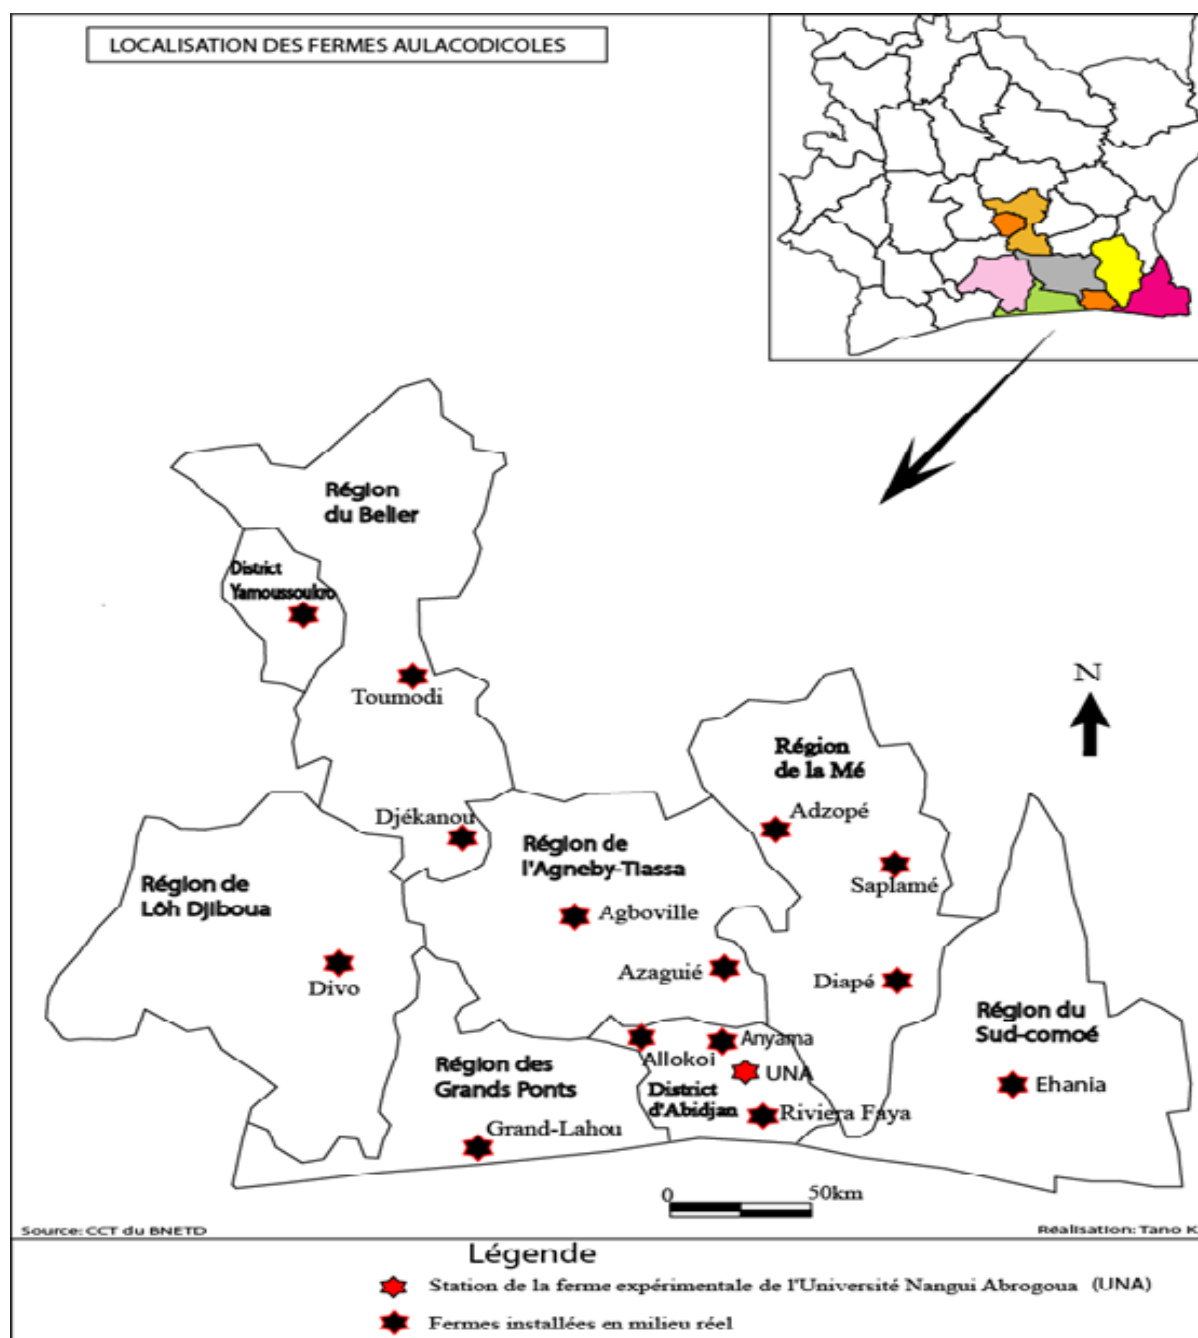 LOCALISATION DES FERMES AULACODICOLES
Région
du Belier
District
Yamoussoukro
Toumodi
N
Région
de la Mé
Adzopé
Djékanou
Région de
l'Agneby-Tiassa
Saplamé
Région de
Lôh Djiboua
Agboville
Azaguié
Diapé
Divo
Région du
Sud-comoé
Anyama
Allokoi
Région des
Grands Ponts
UNA
Ehania
District
d'Abidjan
Riviera Faya
Grand-Lahou
0 50km
Source: CCT du BNETD
Réalisation: Tano K
Légende
Station de la ferme expérimentale de l'Université Nangui Abrogoua (UNA)
Fermes installées en milieu réel